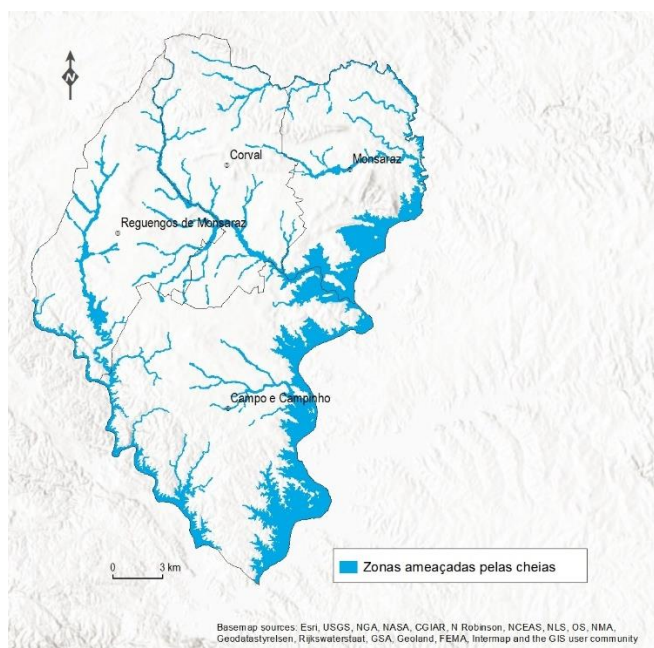 N
Corval
Monsaraz
Reguengos de Monsaraz
Campo e Campinho
0 3 km
Zonas ameaçadas pelas cheias
Basemap sources: Esri, USGS, NGA, NASA, CGIAR, N Robinson, NCEAS, NLS, OS, NMA,
Geodatastyrelsen, Rijkswaterstaat, GSA, Geoland, FEMA, Intermap and the GIS user community